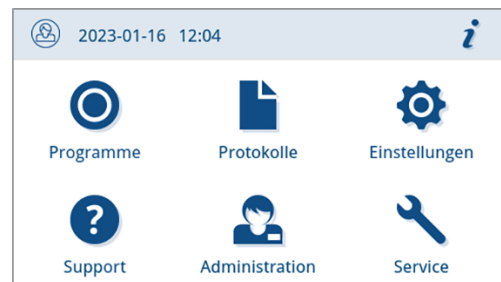 2023-01-16 12:04 i
Programme Protokolle Einstellungen
?
Support Administration Service